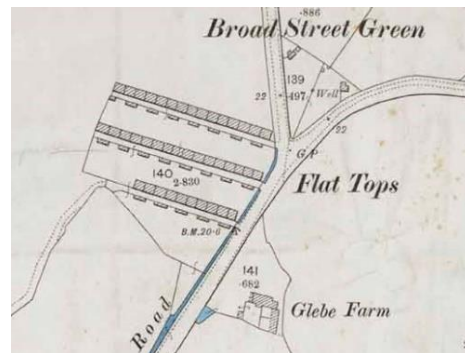 ·886
Broad Street Green
139
·497
Well
22
22
G.P.
140
2·830
Flat Tops
B.M. 20·6
141
·682
Glebe Farm
Road